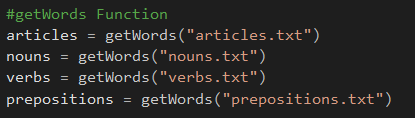 #getWords Function
articles = getWords("articles.txt")
nouns = getWords("nouns.txt")
verbs = getWords("verbs.txt")
prepositions = getWords("prepositions.txt")